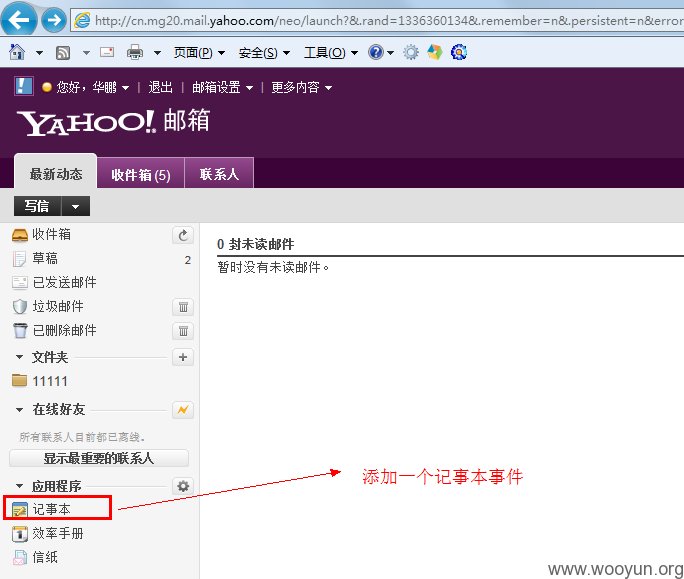 http://cn.mg20.mail.yahoo.com/neo/launch?&.rand=1336360134&.remember=n&.persistent=n&error
页面(P) 安全(S) 工具(O)
您好，华鹏 | 退出 | 邮箱设置 | 更多内容
YAHOO! 邮箱
最新动态 收件箱 (5) 联系人
写信
收件箱
0 封未读邮件
草稿 2
暂时没有未读邮件。
已发送邮件
垃圾邮件
已删除邮件
文件夹
11111
在线好友
所有联系人目前都已离线。
显示最重要的联系人
应用程序
添加一个记事本事件
记事本
效率手册
信纸
www.wooyun.org